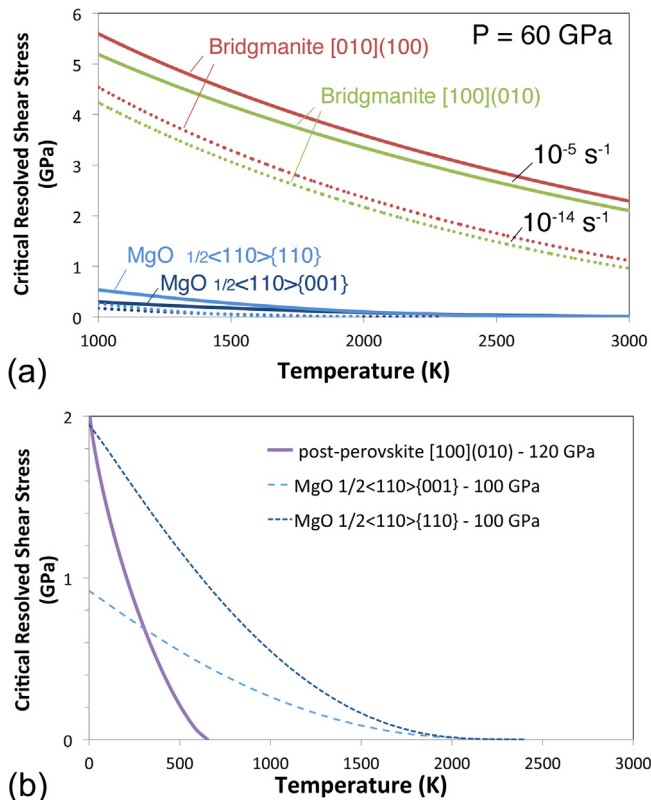 P = 60 GPa
Critical Resolved Shear Stress
(GPa)
6
5
4
3
2
1
0
Bridgmanite [010](100)
Bridgmanite [100](010)
10⁻⁵ s⁻¹
10⁻¹⁴ s⁻¹
MgO 1/2<110>{110}
MgO 1/2<110>{001}
1000 1500 2000 2500 3000
Temperature (K)
(a)
Critical Resolved Shear Stress
(GPa)
2
1
0
post-perovskite [100](010) - 120 GPa
MgO 1/2<110>{001} - 100 GPa
MgO 1/2<110>{110} - 100 GPa
0 500 1000 1500 2000 2500 3000
Temperature (K)
(b)